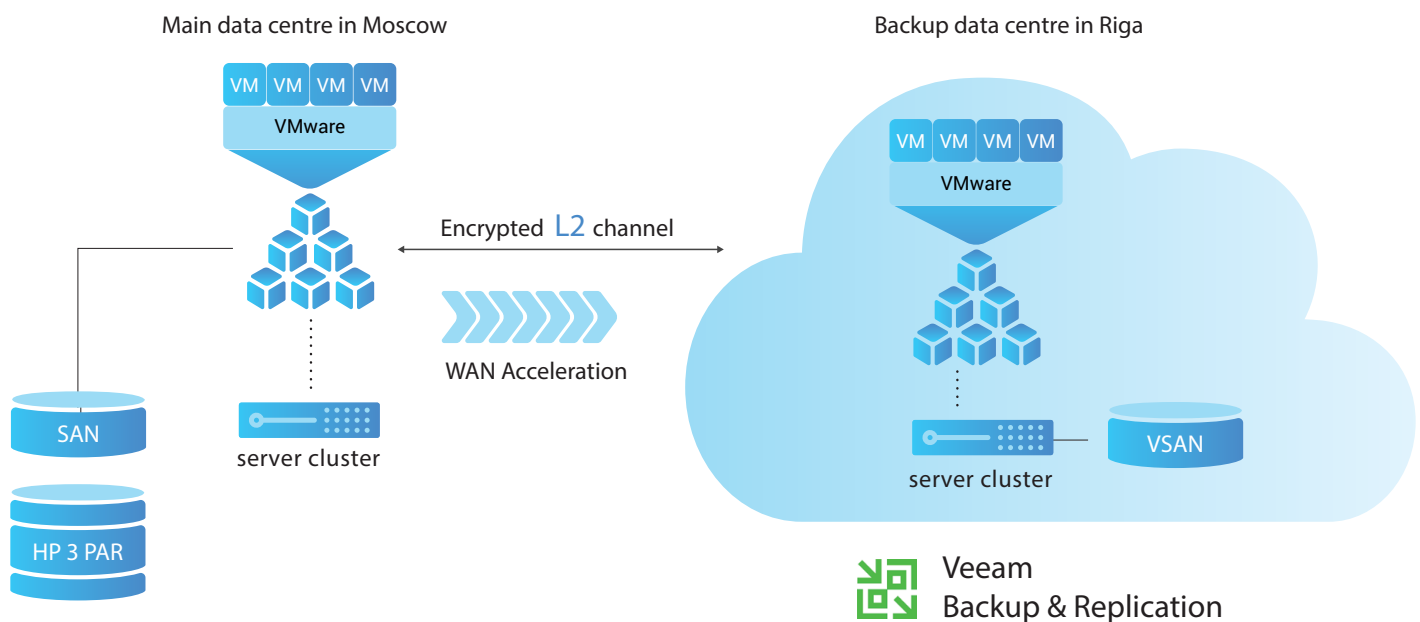 Main data centre in Moscow
VM VM VM VM
VMware
SAN
HP 3 PAR
server cluster
Encrypted L2 channel
WAN Acceleration
Backup data centre in Riga
VM VM VM VM
VMware
server cluster
VSAN
Veeam
Backup & Replication